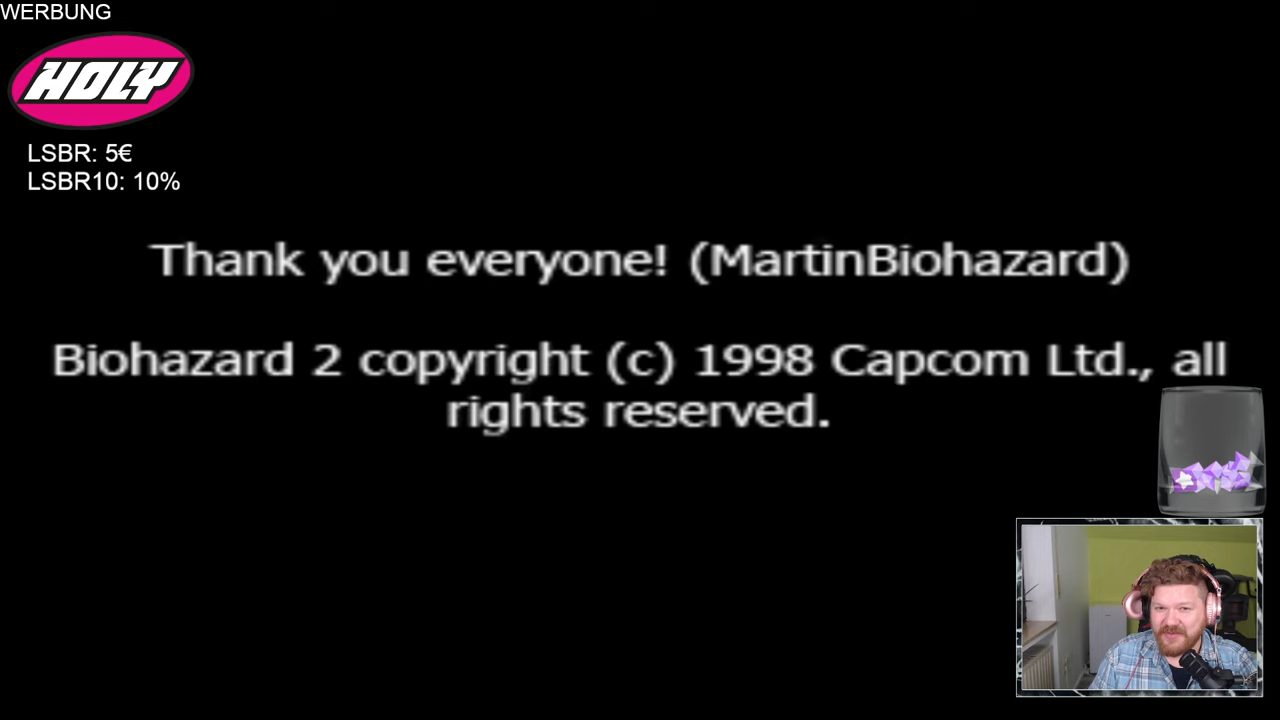 WERBUNG
HOLY
LSBR: 5€
LSBR10: 10%
Thank you everyone! (MartinBiohazard)
Biohazard 2 copyright (c) 1998 Capcom Ltd., all
rights reserved.